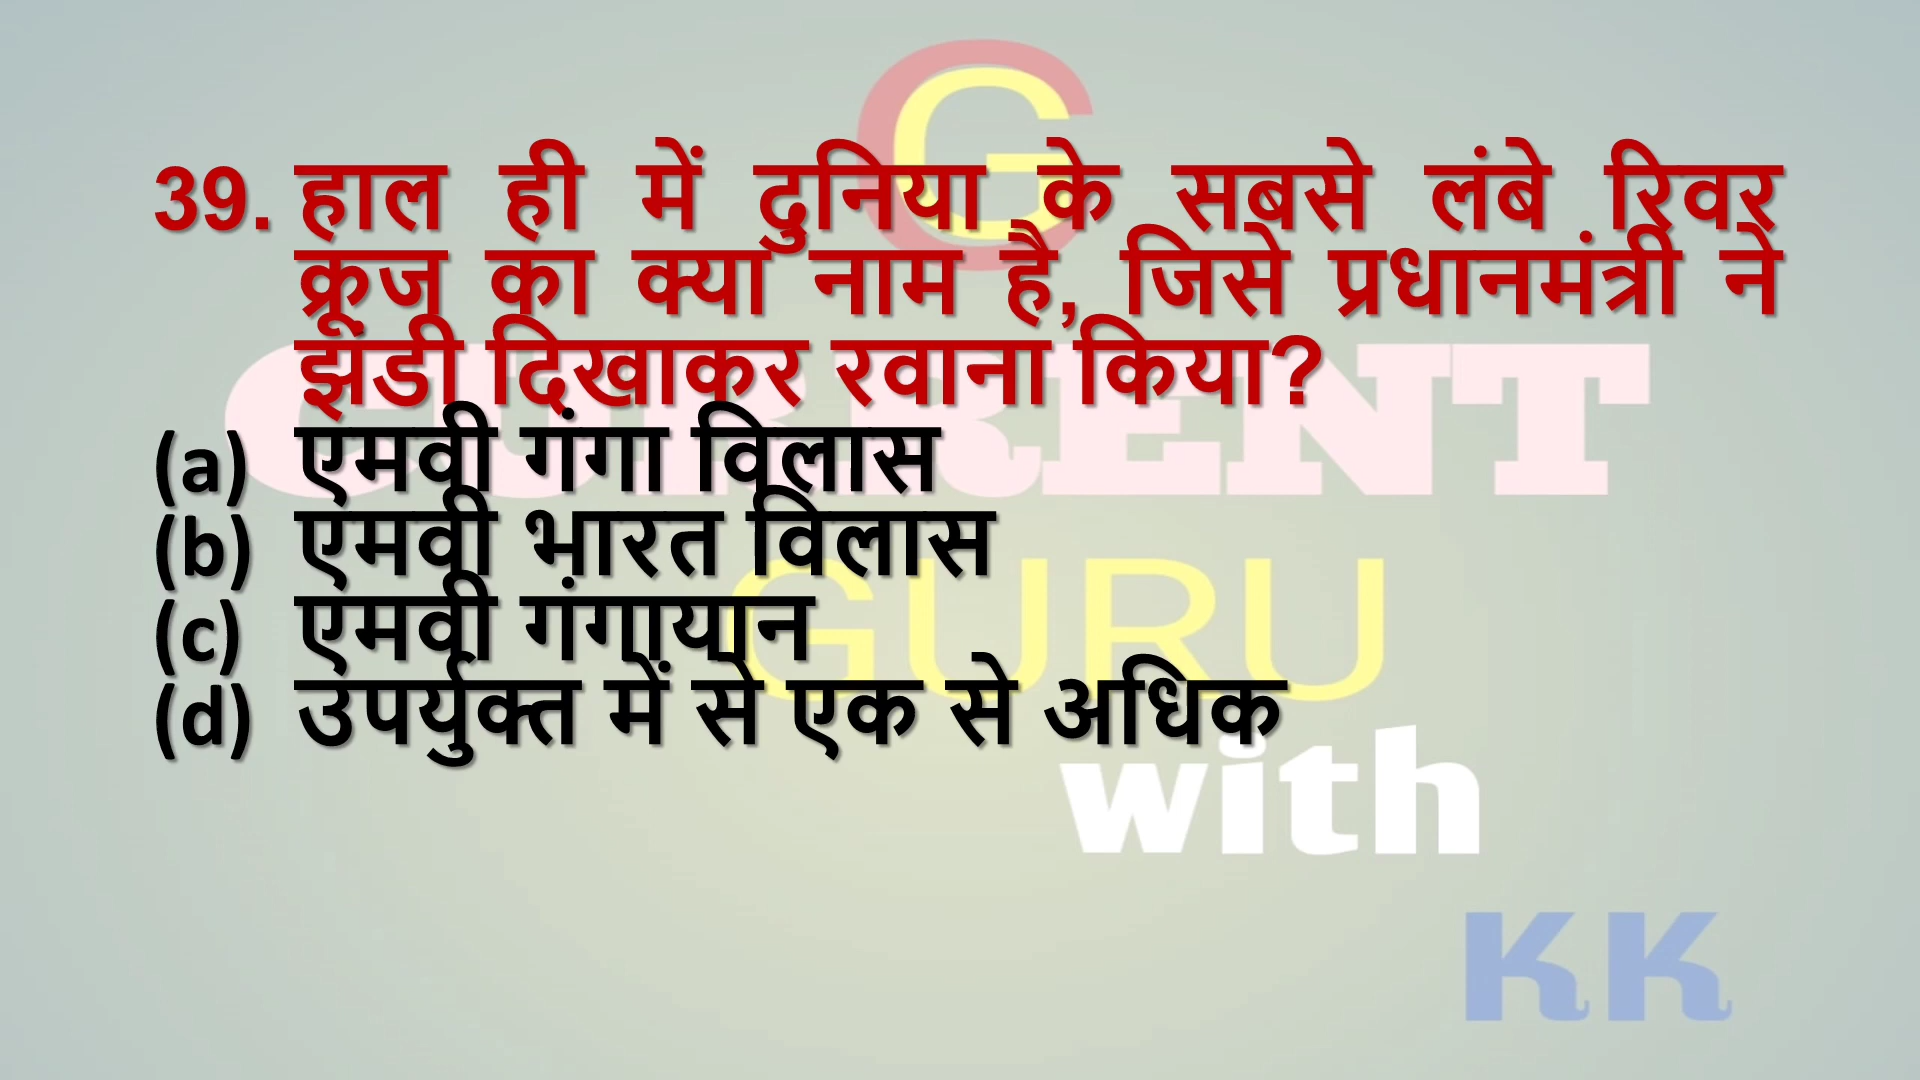 G
39. हाल ही में दुनिया के सबसे लंबे रिवर
क्रूज का क्या नाम है, जिसे प्रधानमंत्री ने
झंडी दिखाकर रवाना किया?
CURRENT
(a) एमवी गंगा विलास
(b) एमवी भारत विलास
GURU
(c) एमवी गंगायान
(d) उपर्युक्त में से एक से अधिक
with
KK